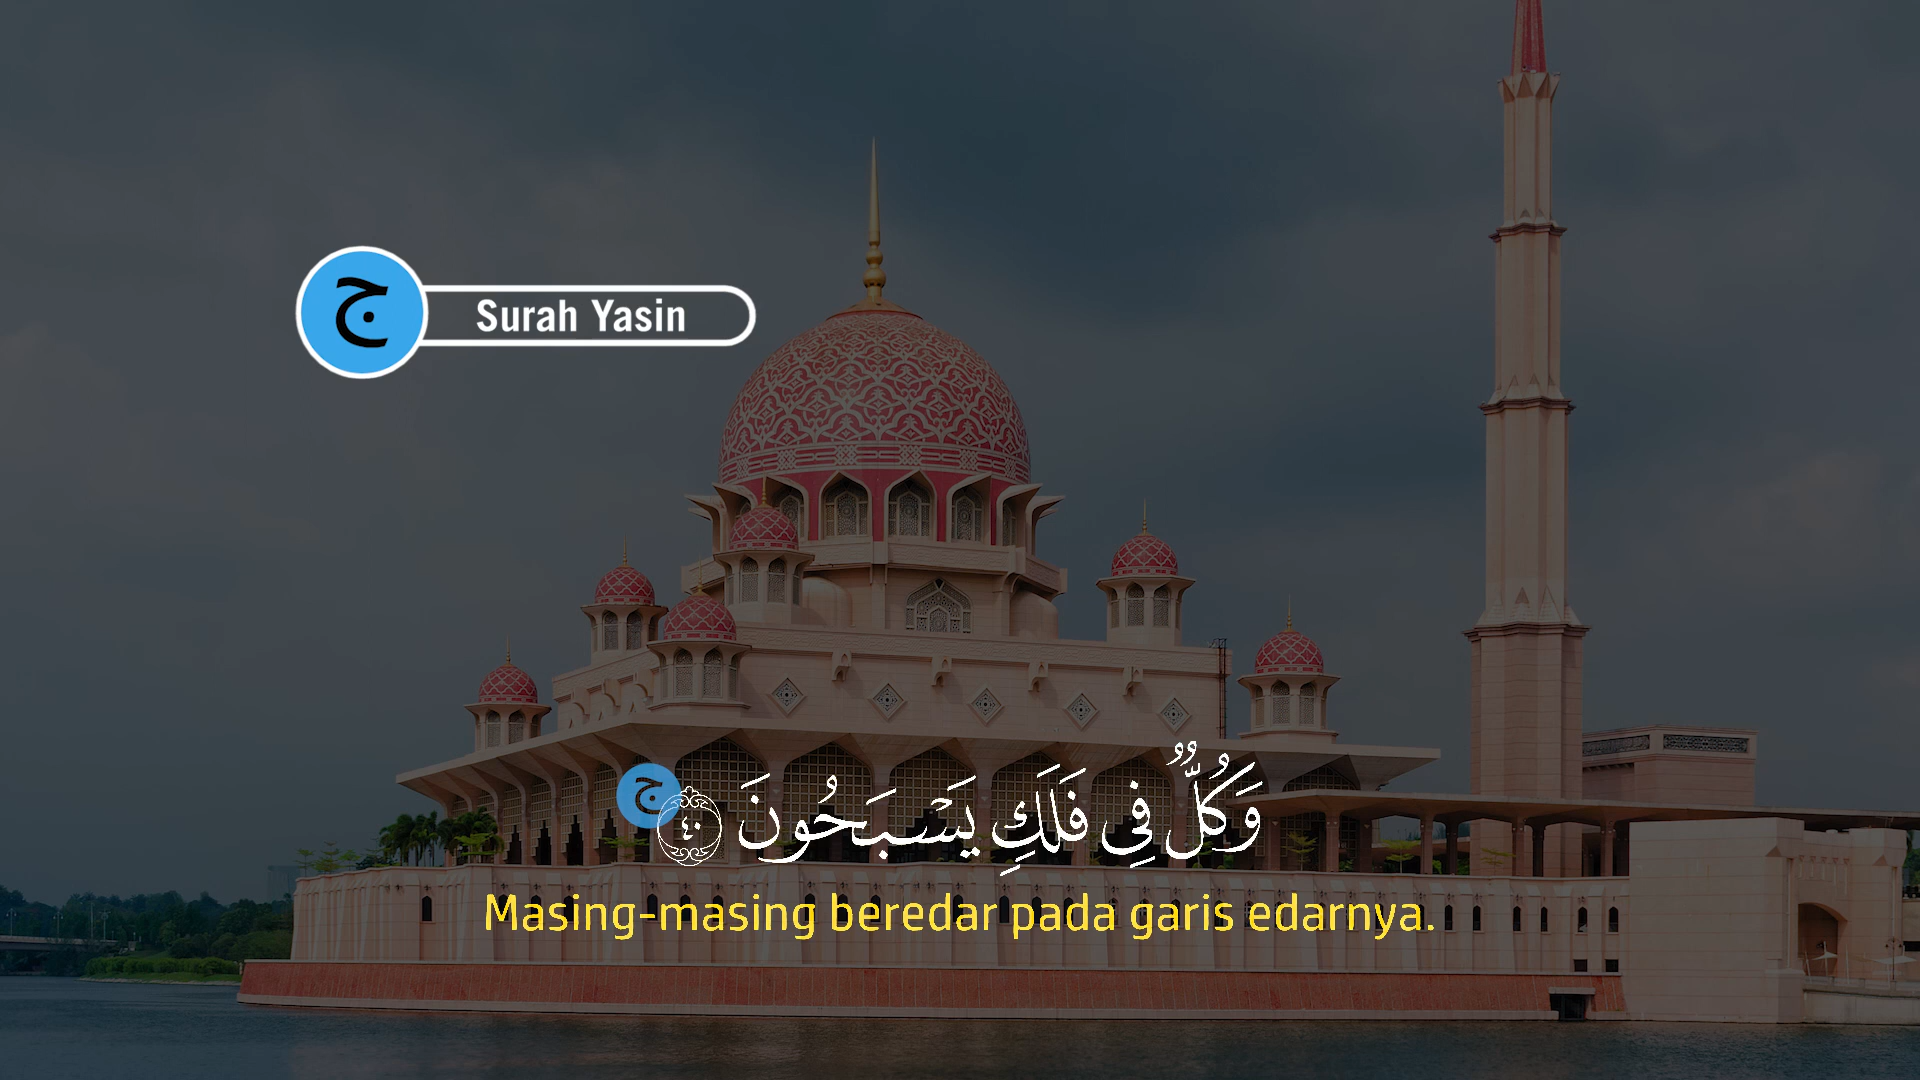 ج
Surah Yasin
وَكُلٌّ فِى فَلَكٍ يَسْبَحُونَ ٤٠ ج
Masing-masing beredar pada garis edarnya.